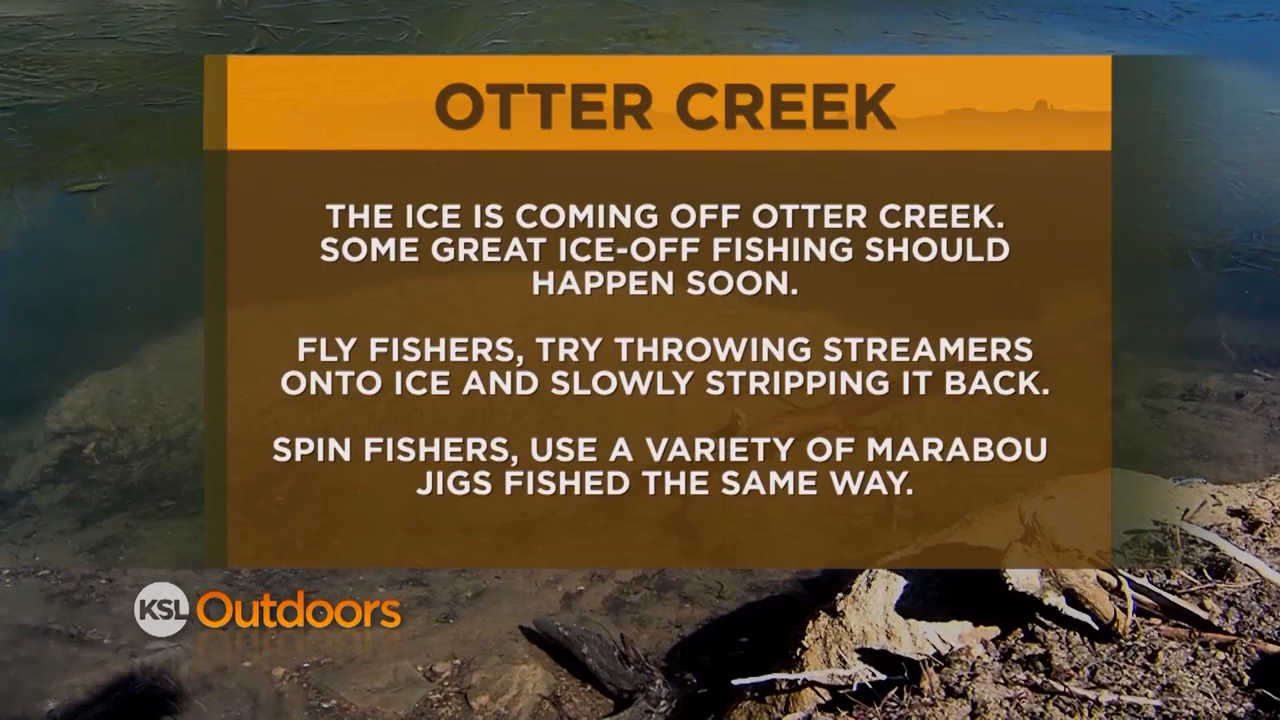 OTTER CREEK
THE ICE IS COMING OFF OTTER CREEK.
SOME GREAT ICE-OFF FISHING SHOULD
HAPPEN SOON.
FLY FISHERS, TRY THROWING STREAMERS
ONTO ICE AND SLOWLY STRIPPING IT BACK.
SPIN FISHERS, USE A VARIETY OF MARABOU
JIGS FISHED THE SAME WAY.
KSL Outdoors